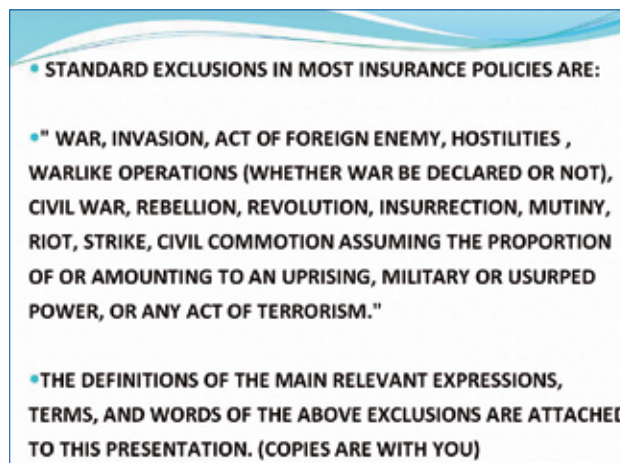 • STANDARD EXCLUSIONS IN MOST INSURANCE POLICIES ARE:
•" WAR, INVASION, ACT OF FOREIGN ENEMY, HOSTILITIES ,
WARLIKE OPERATIONS (WHETHER WAR BE DECLARED OR NOT),
CIVIL WAR, REBELLION, REVOLUTION, INSURRECTION, MUTINY,
RIOT, STRIKE, CIVIL COMMOTION ASSUMING THE PROPORTION
OF OR AMOUNTING TO AN UPRISING, MILITARY OR USURPED
POWER, OR ANY ACT OF TERRORISM."
•THE DEFINITIONS OF THE MAIN RELEVANT EXPRESSIONS,
TERMS, AND WORDS OF THE ABOVE EXCLUSIONS ARE ATTACHED
TO THIS PRESENTATION. (COPIES ARE WITH YOU)